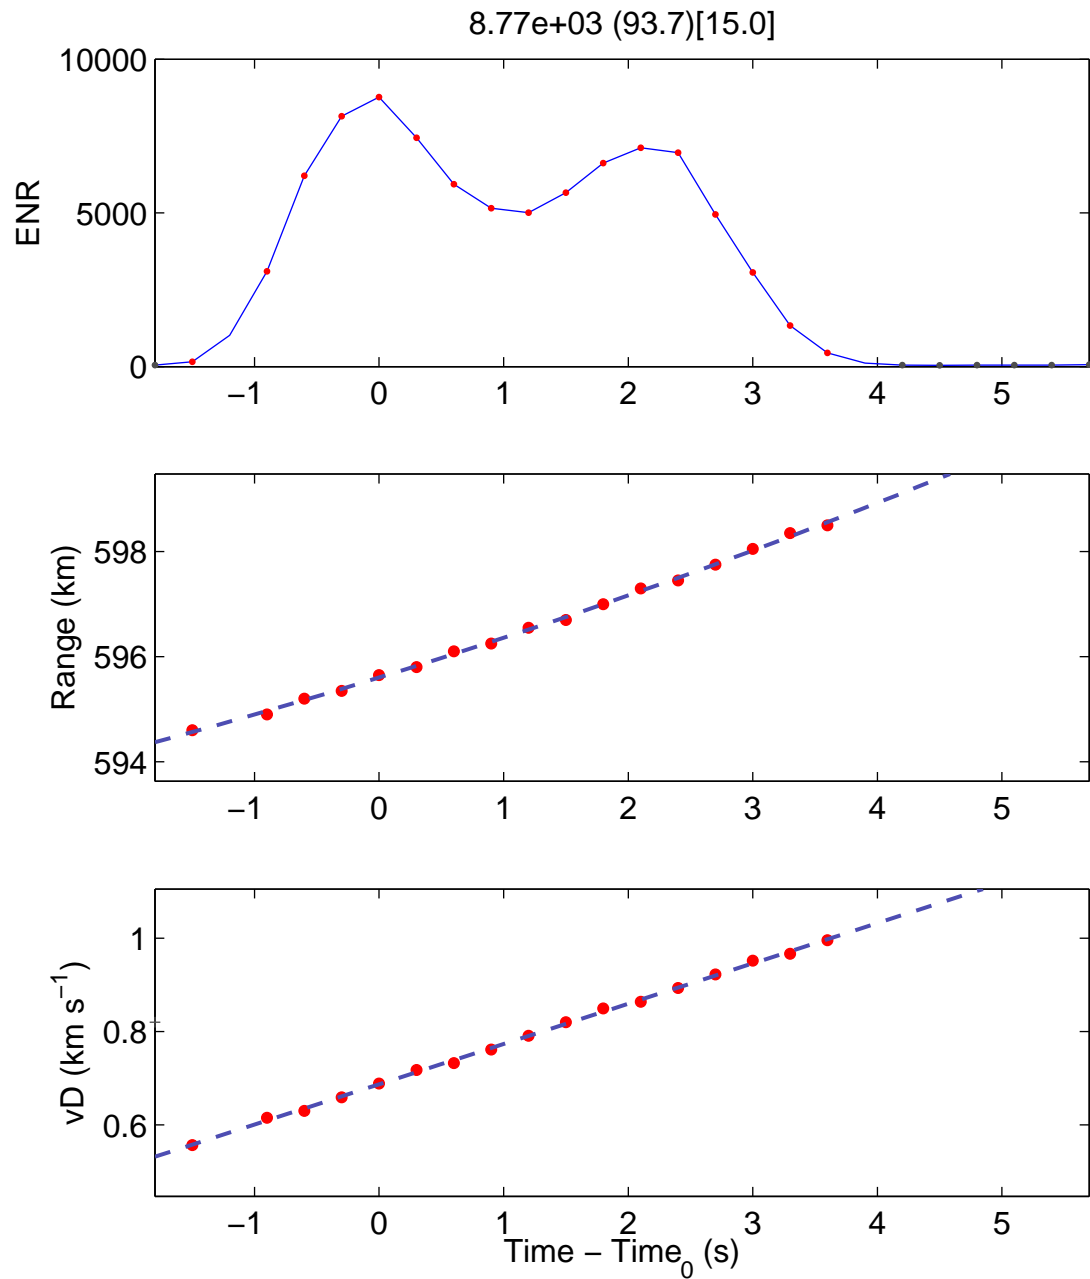 8.77e+03 (93.7)[15.0]
10000
5000
0
ENR
−1 0 1 2 3 4 5
598
596
594
Range (km)
−1 0 1 2 3 4 5
1
0.8
0.6
vD (km s⁻¹)
−1 0 1 2 3 4 5
Time − Time₀ (s)